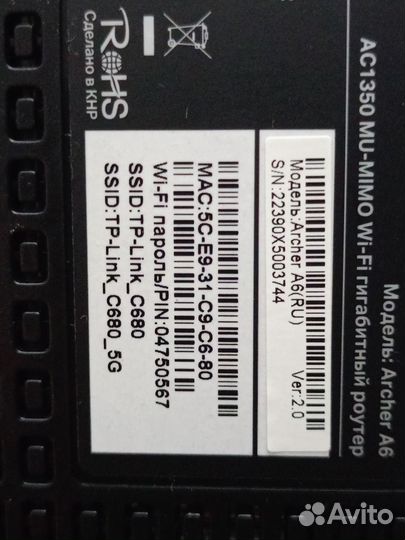 Модель: Archer A6
AC1350 MU-MIMO Wi-Fi гигабитный роутер
Модель:Archer A6(RU)
Ver:2.0
S/N:22390X5003744
MAC:5C-E9-31-C9-C6-80
Wi-Fi пароль/PIN:04750567
SSID:TP-Link_C680
SSID:TP-Link_C680_5G
RoHS
Сделано в КНР
Avito